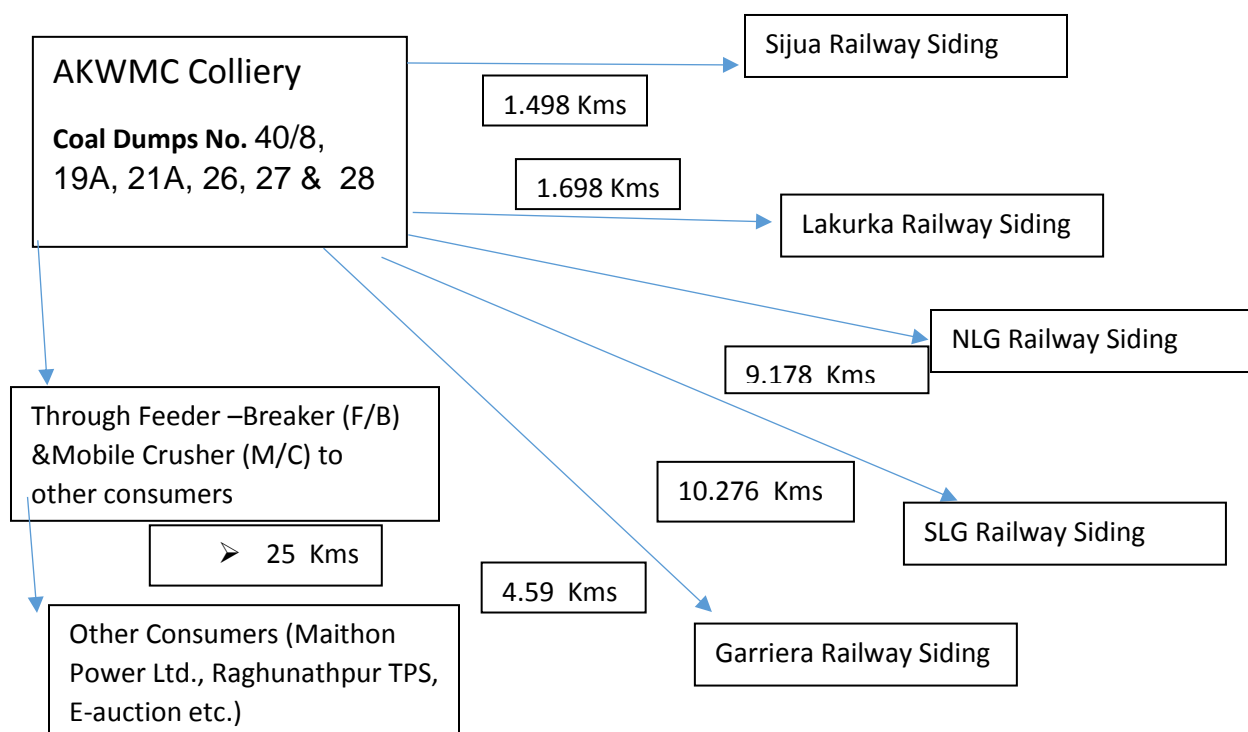 AKWMC Colliery
Coal Dumps No. 40/8,
19A, 21A, 26, 27 & 28
Sijua Railway Siding
1.498 Kms
1.698 Kms
Lakurka Railway Siding
NLG Railway Siding
9.178 Kms
Through Feeder –Breaker (F/B)
&Mobile Crusher (M/C) to
other consumers
10.276 Kms
SLG Railway Siding
➢ 25 Kms
4.59 Kms
Garriera Railway Siding
Other Consumers (Maithon
Power Ltd., Raghunathpur TPS,
E-auction etc.)